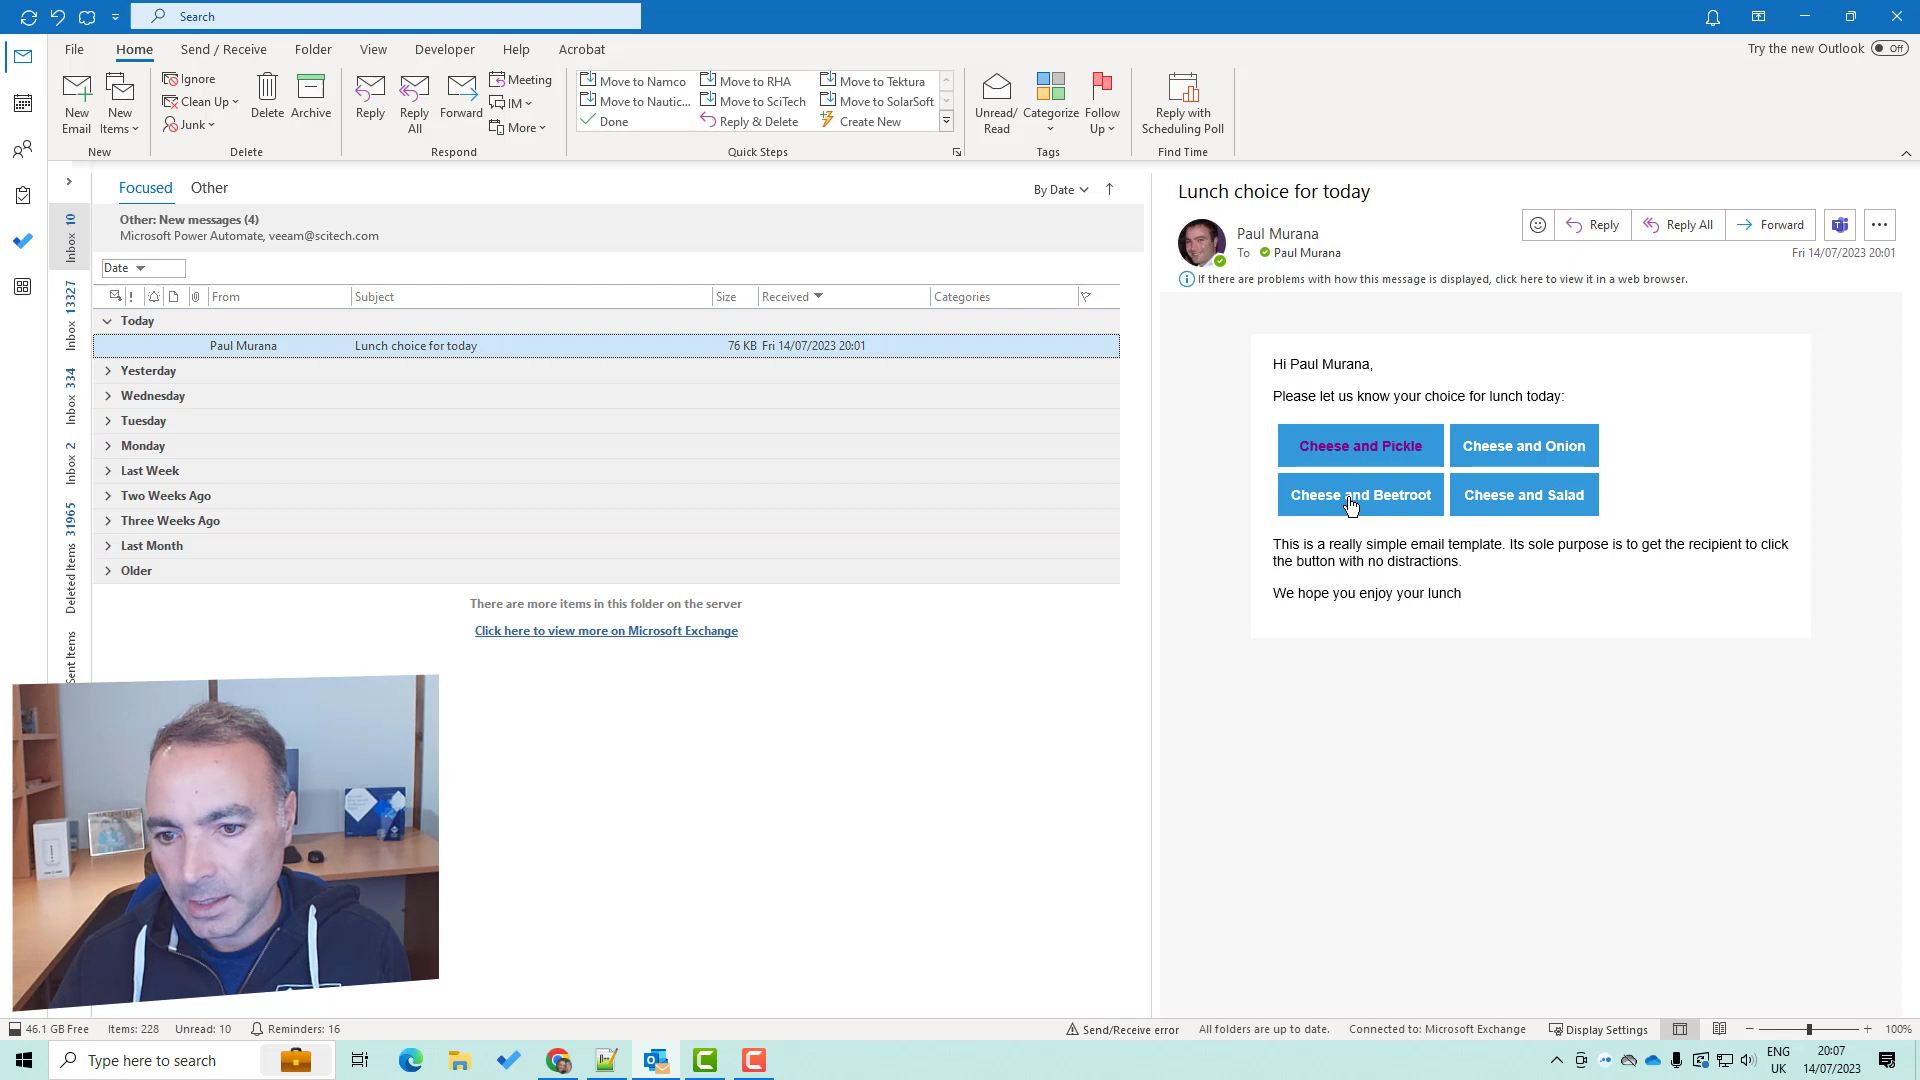 Search
File Home Send / Receive Folder View Developer Help Acrobat
Try the new Outlook Off
New Email
New Items
New
Ignore
Clean Up
Junk
Delete
Archive
Delete
Reply
Reply All
Forward
Meeting
IM
More
Respond
Move to Namco
Move to RHA
Move to Tektura
Move to Nautic...
Move to SciTech
Move to SolarSoft
Done
Reply & Delete
Create New
Quick Steps
Unread/ Read
Categorize
Follow Up
Tags
Reply with Scheduling Poll
Find Time
Inbox 10
Inbox 13327
Inbox 334
Inbox 2
Deleted Items 31965
Sent Items
Focused Other
By Date
Other: New messages (4)
Microsoft Power Automate, veeam@scitech.com
Date
! From Subject Size Received Categories
Today
Paul Murana Lunch choice for today 76 KB Fri 14/07/2023 20:01
Yesterday
Wednesday
Tuesday
Monday
Last Week
Two Weeks Ago
Three Weeks Ago
Last Month
Older
There are more items in this folder on the server
Click here to view more on Microsoft Exchange
Lunch choice for today
Paul Murana
To Paul Murana
Reply Reply All Forward
Fri 14/07/2023 20:01
If there are problems with how this message is displayed, click here to view it in a web browser.
Hi Paul Murana,
Please let us know your choice for lunch today:
Cheese and Pickle Cheese and Onion
Cheese and Beetroot Cheese and Salad
This is a really simple email template. Its sole purpose is to get the recipient to click
the button with no distractions.
We hope you enjoy your lunch
46.1 GB Free Items: 228 Unread: 10 Reminders: 16
Send/Receive error All folders are up to date. Connected to: Microsoft Exchange Display Settings 100%
Type here to search
ENG
UK
20:07
14/07/2023